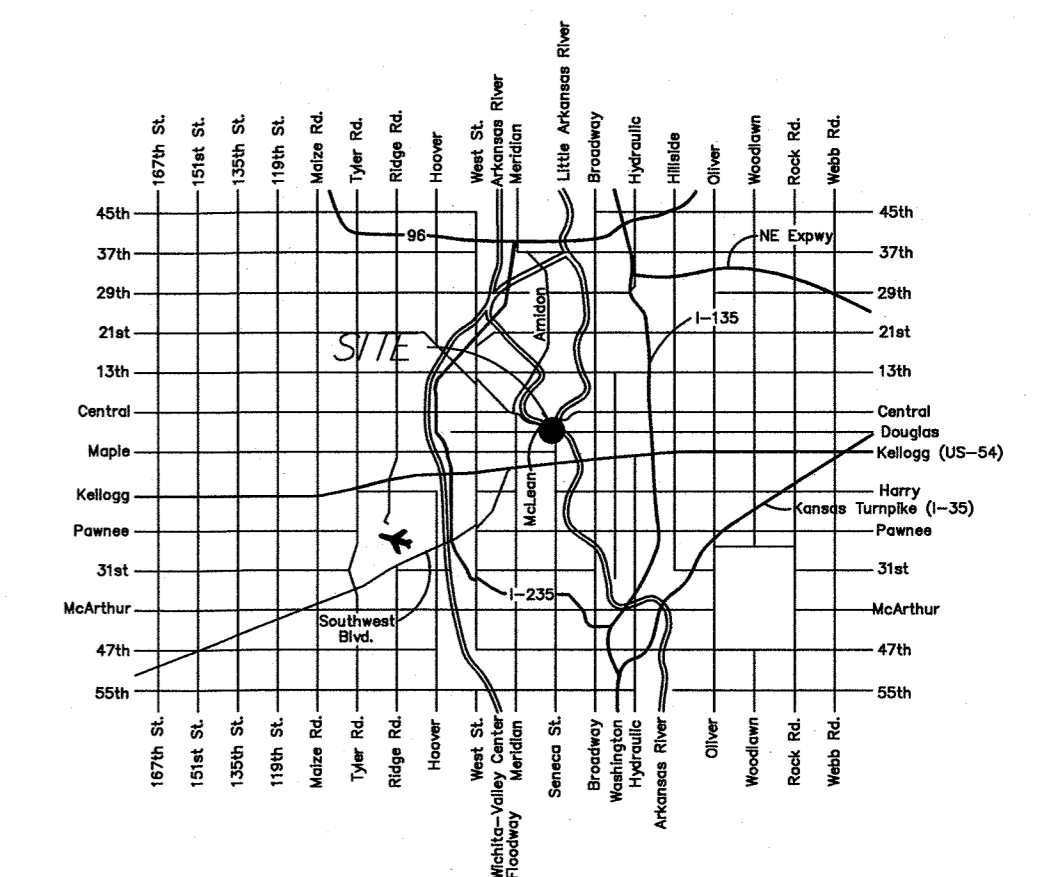 167th St.
151st St.
135th St.
119th St.
Maize Rd.
Tyler Rd.
Ridge Rd.
Hoover
West St.
Arkansas River
Meridian
Little Arkansas River
Broadway
Hydraulic
Hillside
Oliver
Woodlawn
Rock Rd.
Webb Rd.
45th
45th
96
NE Expwy
37th
37th
29th
29th
Amidon
I-135
21st
21st
SITE
13th
13th
Central
Central
Douglas
Maple
Kellogg (US-54)
McLean
Kellogg
Harry
Kansas Turnpike (I-35)
Pawnee
Pawnee
31st
31st
I-235
McArthur
McArthur
Southwest
Blvd.
47th
47th
55th
55th
167th St.
151st St.
135th St.
119th St.
Maize Rd.
Tyler Rd.
Ridge Rd.
Hoover
West St.
Wichita-Valley Center
Floodway
Meridian
Seneca St.
Broadway
Washington
Hydraulic
Arkansas River
Oliver
Woodlawn
Rock Rd.
Webb Rd.